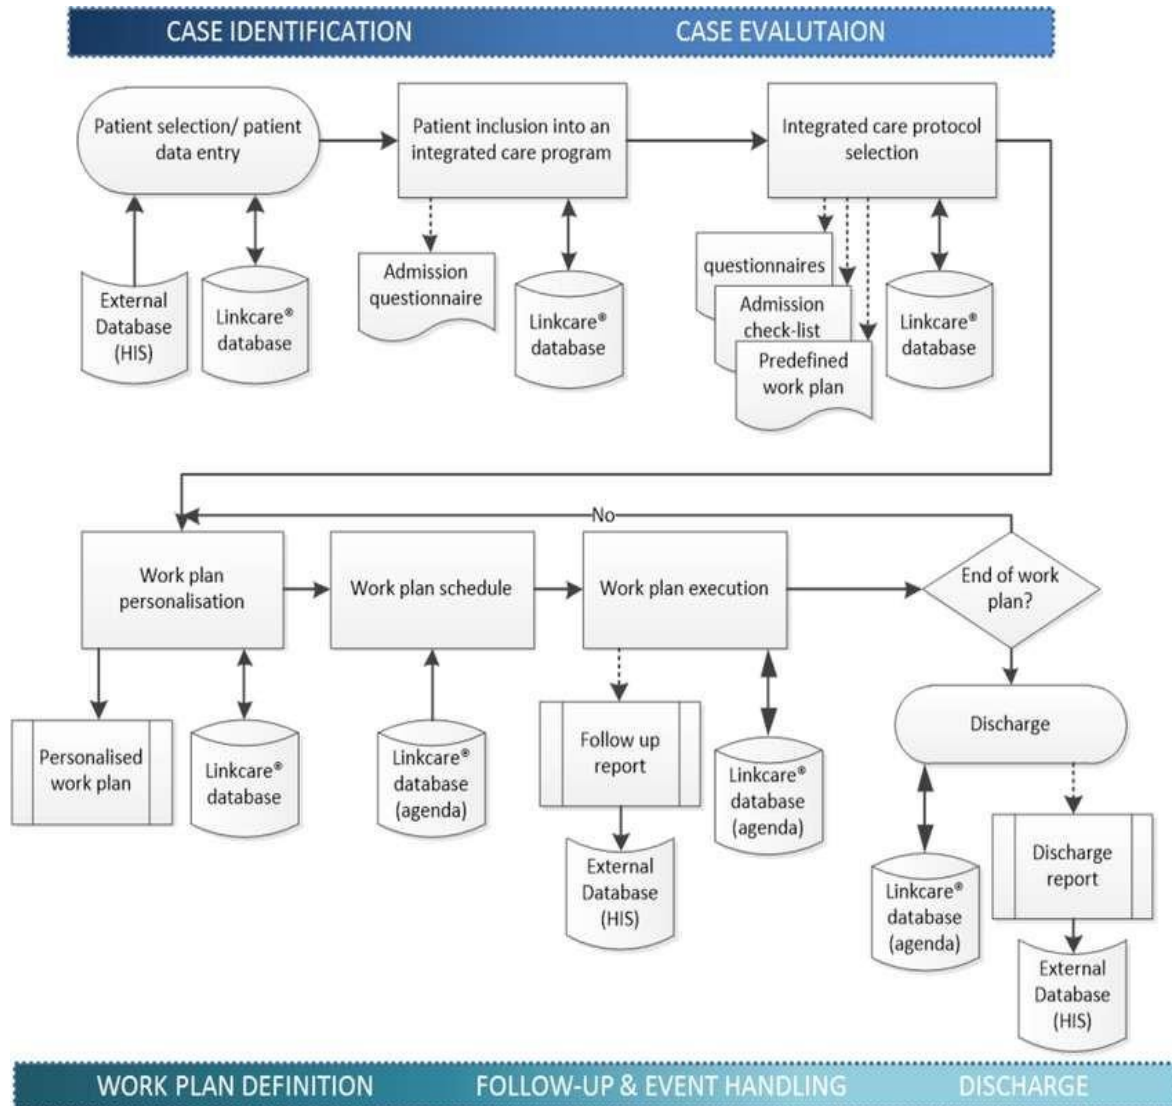 CASE IDENTIFICATION CASE EVALUTAION
Patient selection/ patient
data entry
Patient inclusion into an
integrated care program
Integrated care protocol
selection
External
Database
(HIS)
Linkcare®
database
Admission
questionnaire
Linkcare®
database
questionnaires
Admission
check-list
Predefined
work plan
Linkcare®
database
No
Work plan
personalisation
Work plan schedule
Work plan execution
End of work
plan?
Personalised
work plan
Linkcare®
database
Linkcare®
database
(agenda)
Follow up
report
External
Database
(HIS)
Linkcare®
database
(agenda)
Discharge
Linkcare®
database
(agenda)
Discharge
report
External
Database
(HIS)
WORK PLAN DEFINITION FOLLOW-UP & EVENT HANDLING DISCHARGE